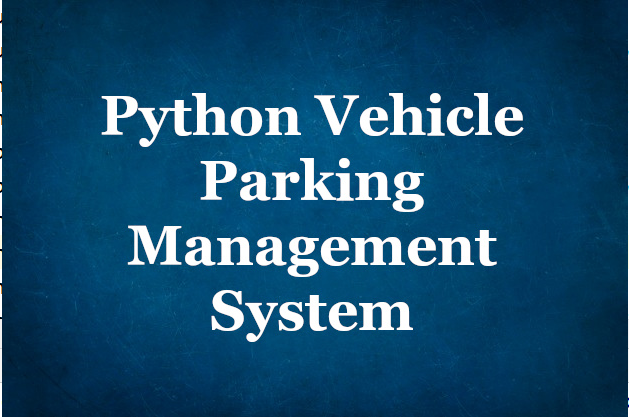 Python Vehicle
Parking
Management
System